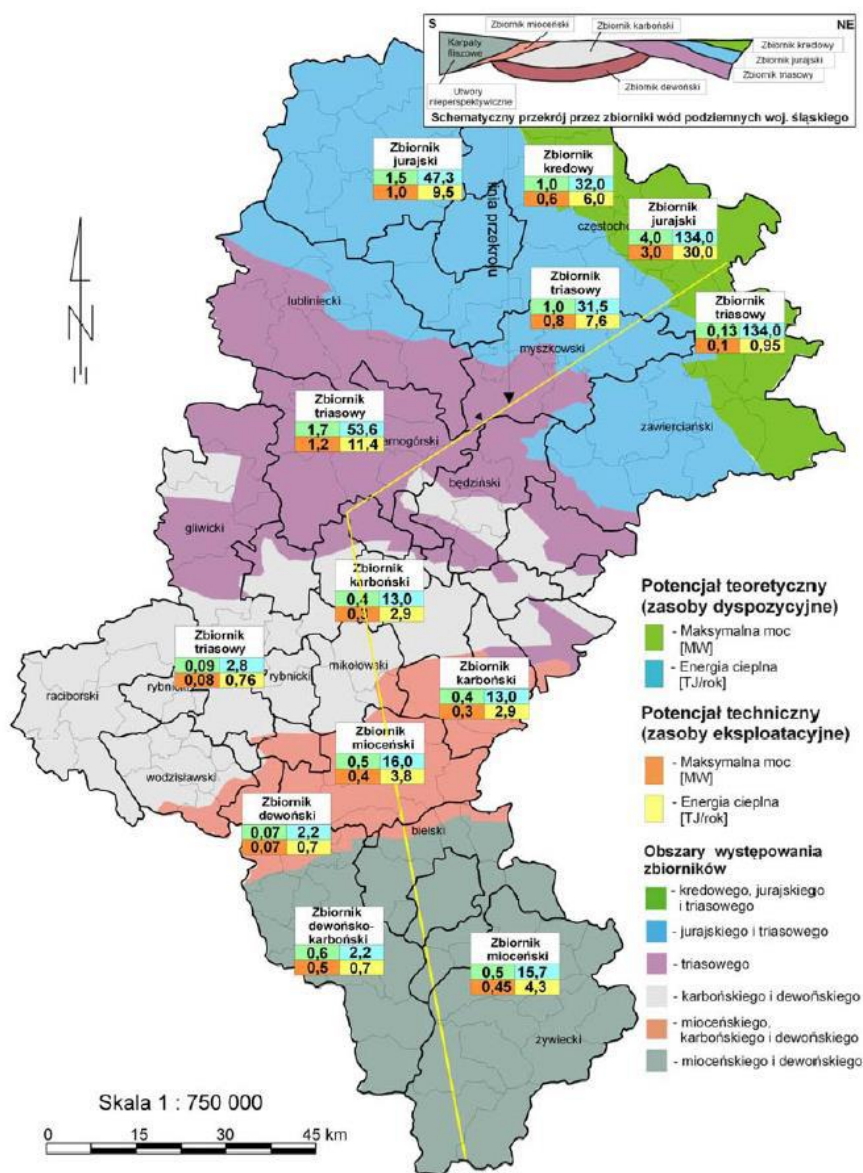 S
NE
Zbiornik mioceński
Zbiornik karboński
Karpaty
fliszowe
Zbiornik kredowy
Zbiornik jurajski
Zbiornik triasowy
Zbiornik dewoński
Utwory
nieperspektywiczne
Schematyczny przekrój przez zbiorniki wód podziemnych woj. śląskiego
Zbiornik
jurajski
1,5 47,3
1,0 9,5
Zbiornik
kredowy
1,0 32,0
0,6 6,0
linia przekroju
częstocho
Zbiornik
jurajski
4,0 134,0
3,0 30,0
N
lubliniecki
Zbiornik
triasowy
1,0 31,5
0,8 7,6
Zbiornik
triasowy
0,13 134,0
0,1 0,95
myszkowski
Zbiornik
triasowy
1,7 53,6
1,2 11,4
arnogórski
zawierciański
będziński
gliwicki
Zbiornik
karboński
0,4 13,0
0,3 2,9
Zbiornik
triasowy
0,09 2,8
0,08 0,76
raciborski
rybnicki
rybnicki
mikołowski
Zbiornik
karboński
0,4 13,0
0,3 2,9
Zbiornik
mioceński
0,5 16,0
0,4 3,8
wodzisławski
Zbiornik
dewoński
0,07 2,2
0,07 0,7
bielski
Zbiornik
dewońsko-
karboński
0,6 2,2
0,5 0,7
Zbiornik
mioceński
0,5 15,7
0,45 4,3
żywiecki
Potencjał teoretyczny
(zasoby dyspozycyjne)
- Maksymalna moc
[MW]
- Energia cieplna
[TJ/rok]
Potencjał techniczny
(zasoby eksploatacyjne)
- Maksymalna moc
[MW]
- Energia cieplna
[TJ/rok]
Obszary występowania
zbiorników
- kredowego, jurajskiego
i triasowego
- jurajskiego i triasowego
- triasowego
- karbońskiego i dewońskiego
- mioceńskiego,
karbońskiego i dewońskiego
- mioceńskiego i dewońskiego
Skala 1 : 750 000
0 15 30 45 km